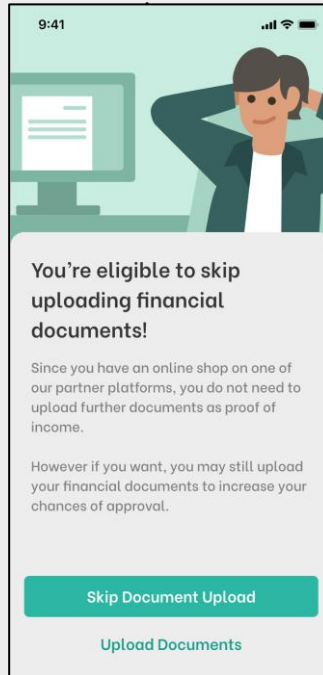 9:41
You're eligible to skip
uploading financial
documents!
Since you have an online shop on one of
our partner platforms, you do not need to
upload further documents as proof of
income.
However if you want, you may still upload
your financial documents to increase your
chances of approval.
Skip Document Upload
Upload Documents